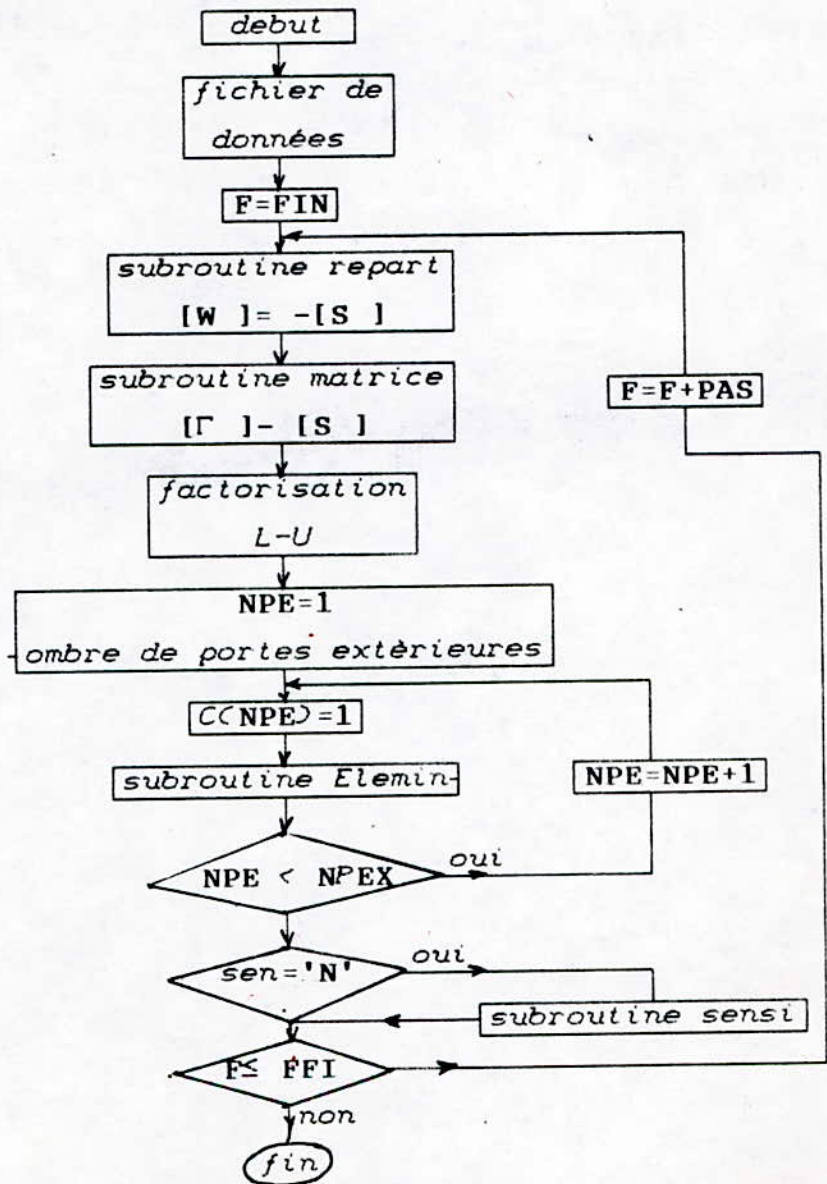 debut
fichier de
données
F=FIN
subroutine repart
[W ]= -[S ]
subroutine matrice
[Γ ]- [S ]
F=F+PAS
factorisation
L-U
NPE=1
ombre de portes extèrieures
C(NPE)=1
subroutine Elemin-
NPE=NPE+1
NPE < NPEX
oui
sen='N'
oui
subroutine sensi
F≤ FFI
non
fin